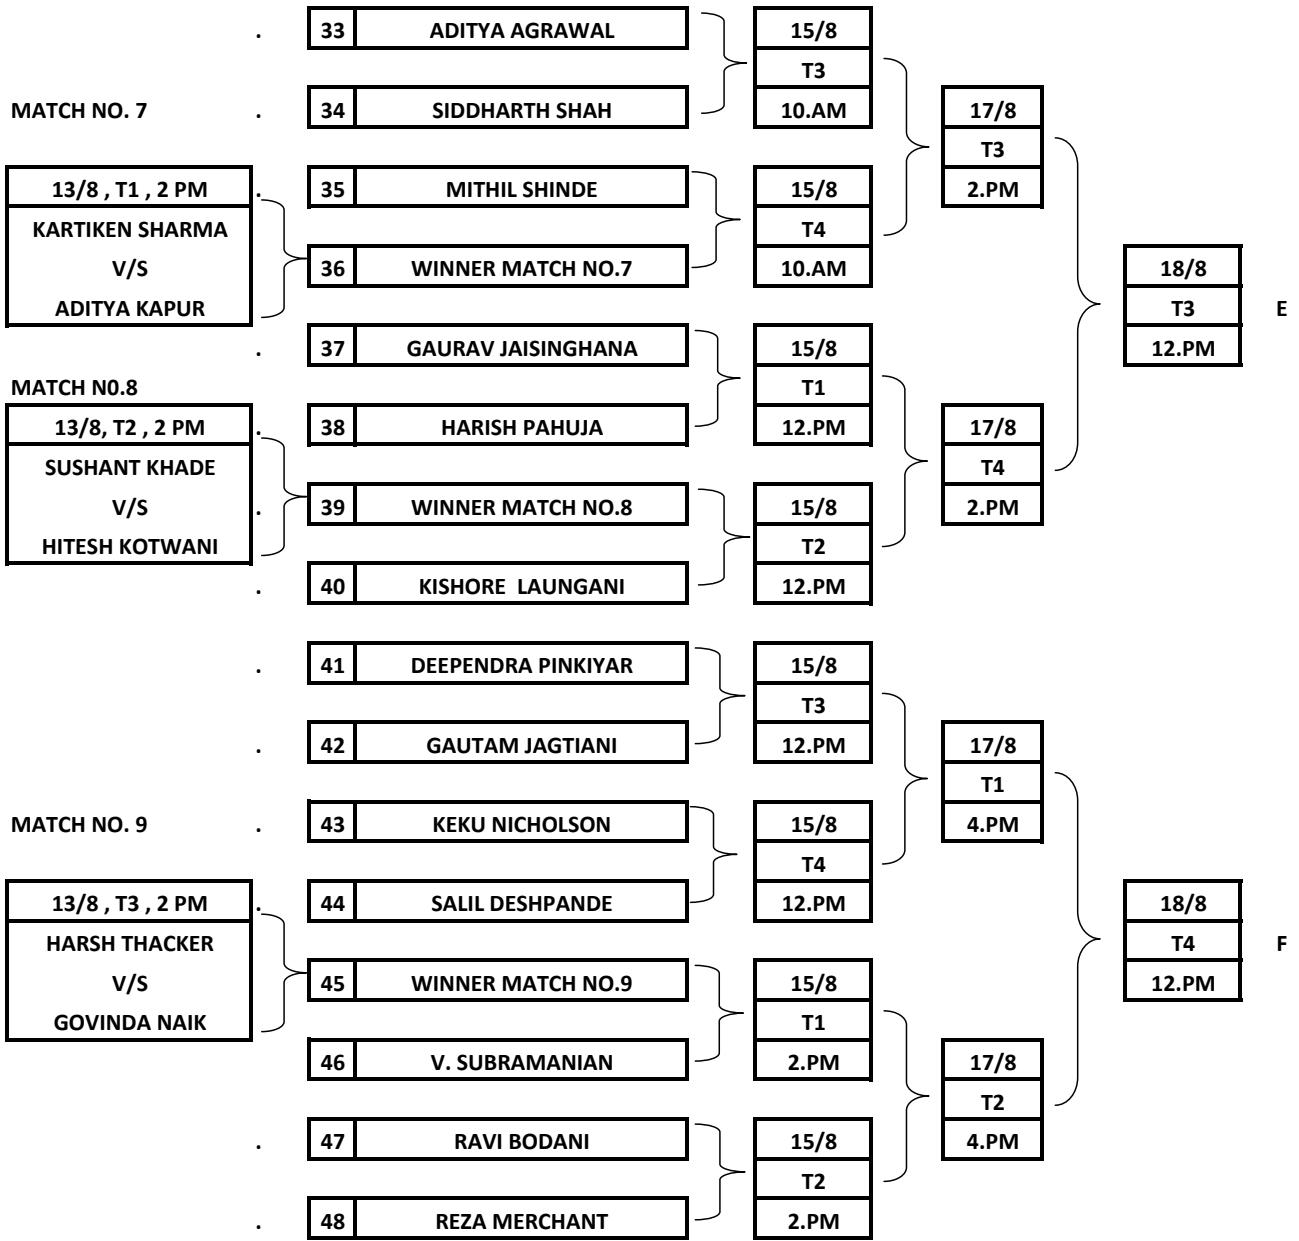 . 33 ADITYA AGRAWAL 15/8
T3
MATCH NO. 7 . 34 SIDDHARTH SHAH 10.AM 17/8
T3
13/8 , T1 , 2 PM . 35 MITHIL SHINDE 15/8 2.PM
KARTIKEN SHARMA T4
V/S 36 WINNER MATCH NO.7 10.AM 18/8
ADITYA KAPUR T3 E
. 37 GAURAV JAISINGHANA 15/8 12.PM
MATCH N0.8 T1
13/8, T2 , 2 PM . 38 HARISH PAHUJA 12.PM 17/8
SUSHANT KHADE T4
V/S . 39 WINNER MATCH NO.8 15/8 2.PM
HITESH KOTWANI T2
. 40 KISHORE LAUNGANI 12.PM
. 41 DEEPENDRA PINKIYAR 15/8
T3
. 42 GAUTAM JAGTIANI 12.PM 17/8
T1
MATCH NO. 9 . 43 KEKU NICHOLSON 15/8 4.PM
T4
13/8 , T3 , 2 PM . 44 SALIL DESHPANDE 12.PM 18/8
HARSH THACKER T4 F
V/S 45 WINNER MATCH NO.9 15/8 12.PM
GOVINDA NAIK T1
46 V. SUBRAMANIAN 2.PM 17/8
T2
. 47 RAVI BODANI 15/8 4.PM
T2
. 48 REZA MERCHANT 2.PM